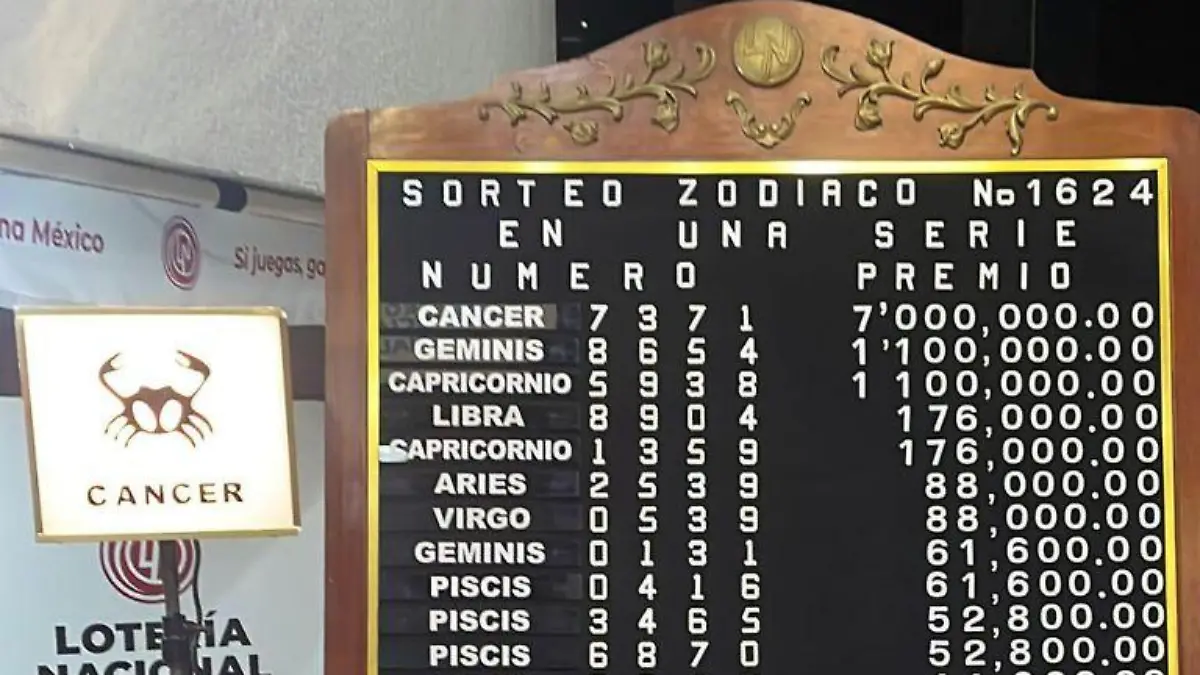 na México
Si juegas, ga
CANCER
LOTERÍA
NACIONAL
SORTEO ZODIACO No1624
EN UNA SERIE
NUMERO PREMIO
CANCER 7371 7'000,000.00
GEMINIS 8654 1'100,000.00
CAPRICORNIO 5938 1 100,000.00
LIBRA 8904 176,000.00
CAPRICORNIO 1359 176,000.00
ARIES 2539 88,000.00
VIRGO 0539 88,000.00
GEMINIS 0131 61,600.00
PISCIS 0416 61,600.00
PISCIS 3465 52,800.00
PISCIS 6870 52,800.00